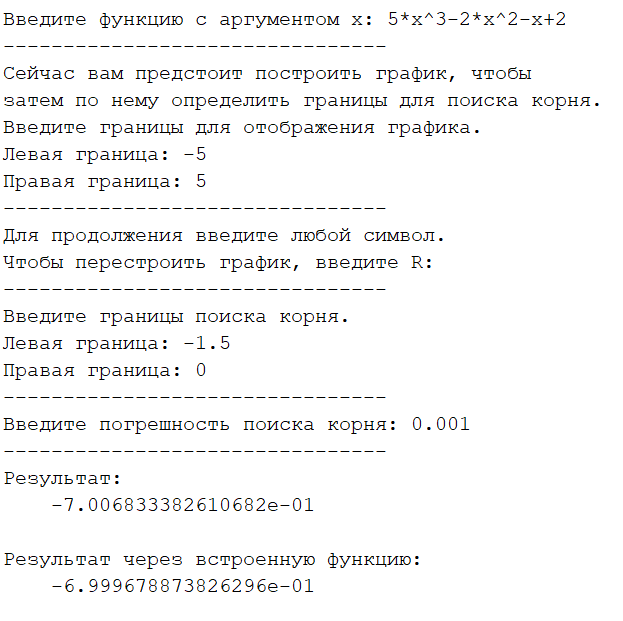 Введите функцию с аргументом x: 5*x^3-2*x^2-x+2
--------------------------------
Сейчас вам предстоит построить график, чтобы
затем по нему определить границы для поиска корня.
Введите границы для отображения графика.
Левая граница: -5
Правая граница: 5
--------------------------------
Для продолжения введите любой символ.
Чтобы перестроить график, введите R:
--------------------------------
Введите границы поиска корня.
Левая граница: -1.5
Правая граница: 0
--------------------------------
Введите погрешность поиска корня: 0.001
--------------------------------
Результат:
    -7.006833382610682e-01

Результат через встроенную функцию:
    -6.999678873826296e-01